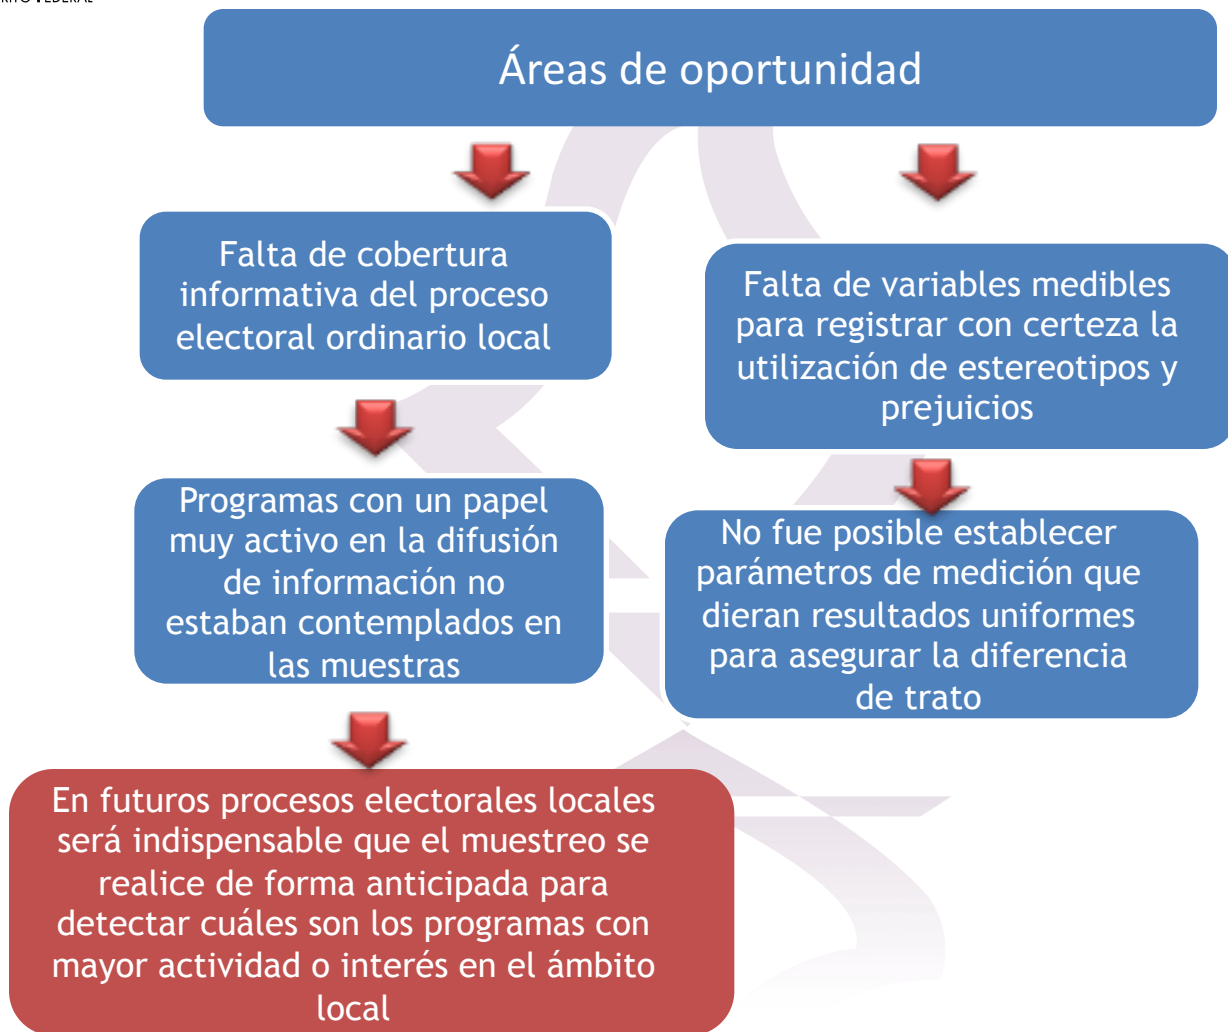 Áreas de oportunidad
Falta de cobertura
informativa del proceso
electoral ordinario local
Falta de variables medibles
para registrar con certeza la
utilización de estereotipos y
prejuicios
Programas con un papel
muy activo en la difusión
de información no
estaban contemplados en
las muestras
No fue posible establecer
parámetros de medición que
dieran resultados uniformes
para asegurar la diferencia
de trato
En futuros procesos electorales locales
será indispensable que el muestreo se
realice de forma anticipada para
detectar cuáles son los programas con
mayor actividad o interés en el ámbito
local